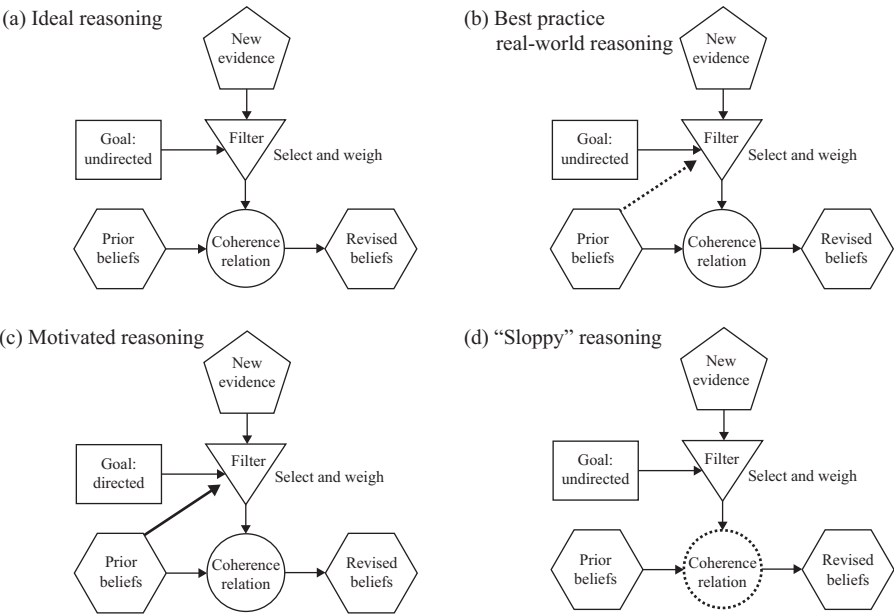 (a) Ideal reasoning
New
evidence
Goal:
undirected
Filter
Select and weigh
Prior
beliefs
Coherence
relation
Revised
beliefs
(b) Best practice
real-world reasoning
New
evidence
Goal:
undirected
Filter
Select and weigh
Prior
beliefs
Coherence
relation
Revised
beliefs
(c) Motivated reasoning
New
evidence
Goal:
directed
Filter
Select and weigh
Prior
beliefs
Coherence
relation
Revised
beliefs
(d) “Sloppy” reasoning
New
evidence
Goal:
undirected
Filter
Select and weigh
Prior
beliefs
Coherence
relation
Revised
beliefs